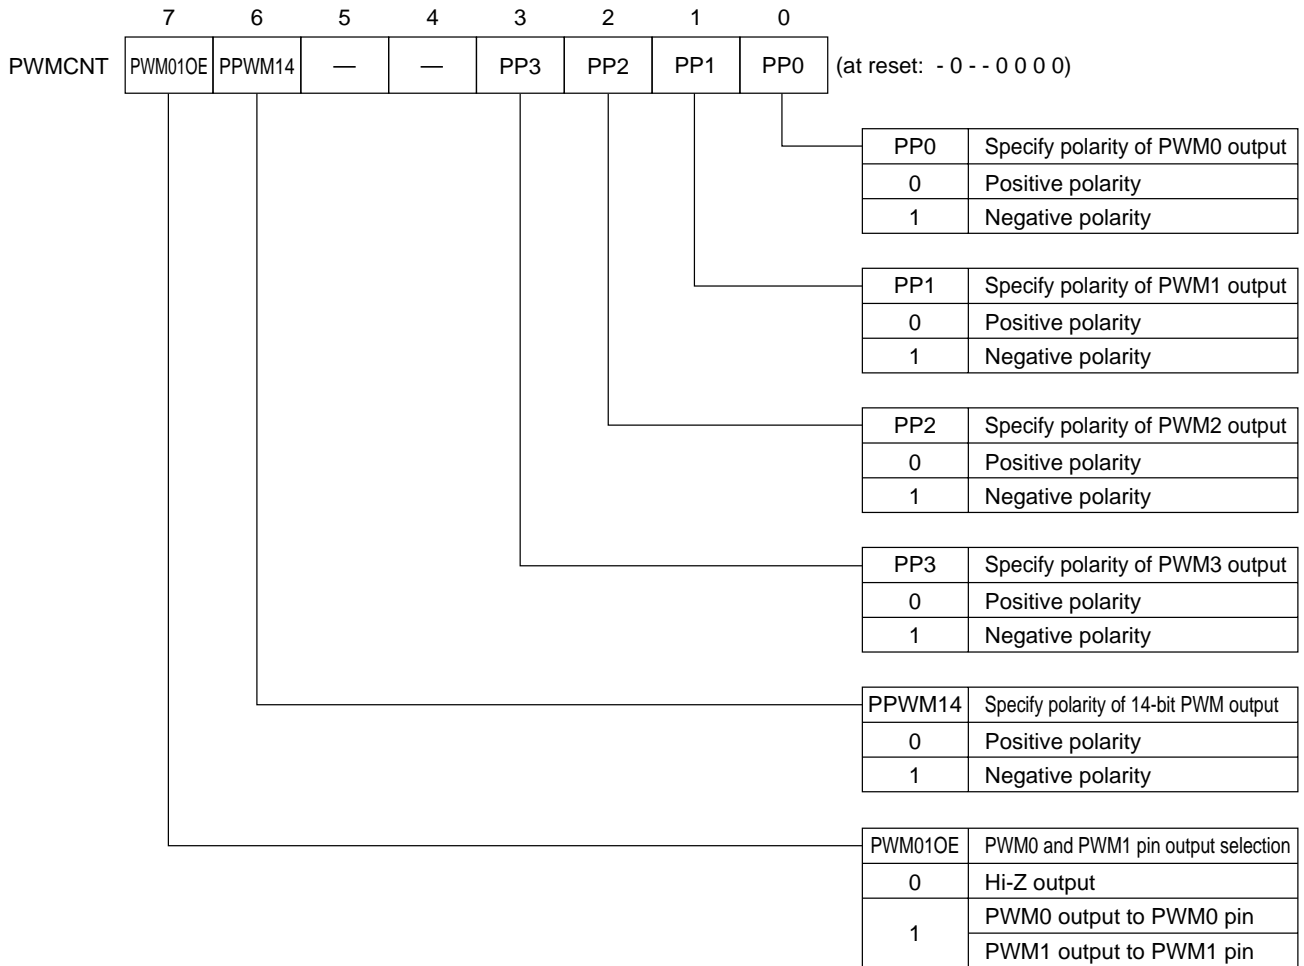 7 6 5 4 3 2 1 0
PWMCNT PWM01OE PPWM14 — — PP3 PP2 PP1 PP0 (at reset: - 0 - - 0 0 0 0)
PP0 Specify polarity of PWM0 output
0 Positive polarity
1 Negative polarity
PP1 Specify polarity of PWM1 output
0 Positive polarity
1 Negative polarity
PP2 Specify polarity of PWM2 output
0 Positive polarity
1 Negative polarity
PP3 Specify polarity of PWM3 output
0 Positive polarity
1 Negative polarity
PPWM14 Specify polarity of 14-bit PWM output
0 Positive polarity
1 Negative polarity
PWM01OE PWM0 and PWM1 pin output selection
0 Hi-Z output
1 PWM0 output to PWM0 pin
PWM1 output to PWM1 pin